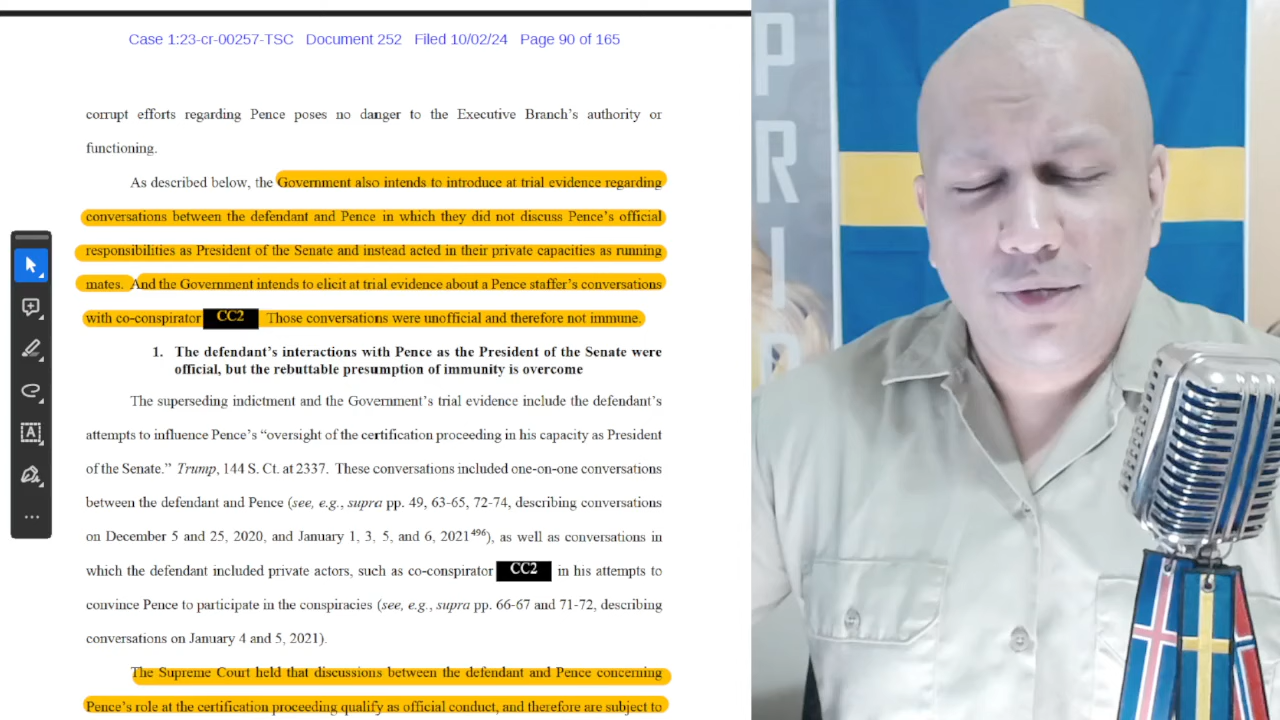 Case 1:23-cr-00257-TSC Document 252 Filed 10/02/24 Page 90 of 165
corrupt efforts regarding Pence poses no danger to the Executive Branch's authority or
functioning.
As described below, the Government also intends to introduce at trial evidence regarding
conversations between the defendant and Pence in which they did not discuss Pence's official
responsibilities as President of the Senate and instead acted in their private capacities as running
mates. And the Government intends to elicit at trial evidence about a Pence staffer's conversations
with co-conspirator CC2 Those conversations were unofficial and therefore not immune.
1. The defendant's interactions with Pence as the President of the Senate were
official, but the rebuttable presumption of immunity is overcome
The superseding indictment and the Government's trial evidence include the defendant's
attempts to influence Pence's “oversight of the certification proceeding in his capacity as President
of the Senate.” Trump, 144 S. Ct. at 2337. These conversations included one-on-one conversations
between the defendant and Pence (see, e.g., supra pp. 49, 63-65, 72-74, describing conversations
on December 5 and 25, 2020, and January 1, 3, 5, and 6, 2021496), as well as conversations in
which the defendant included private actors, such as co-conspirator CC2 in his attempts to
convince Pence to participate in the conspiracies (see, e.g., supra pp. 66-67 and 71-72, describing
conversations on January 4 and 5, 2021).
The Supreme Court held that discussions between the defendant and Pence concerning
Pence's role at the certification proceeding qualify as official conduct, and therefore are subject to
PRID